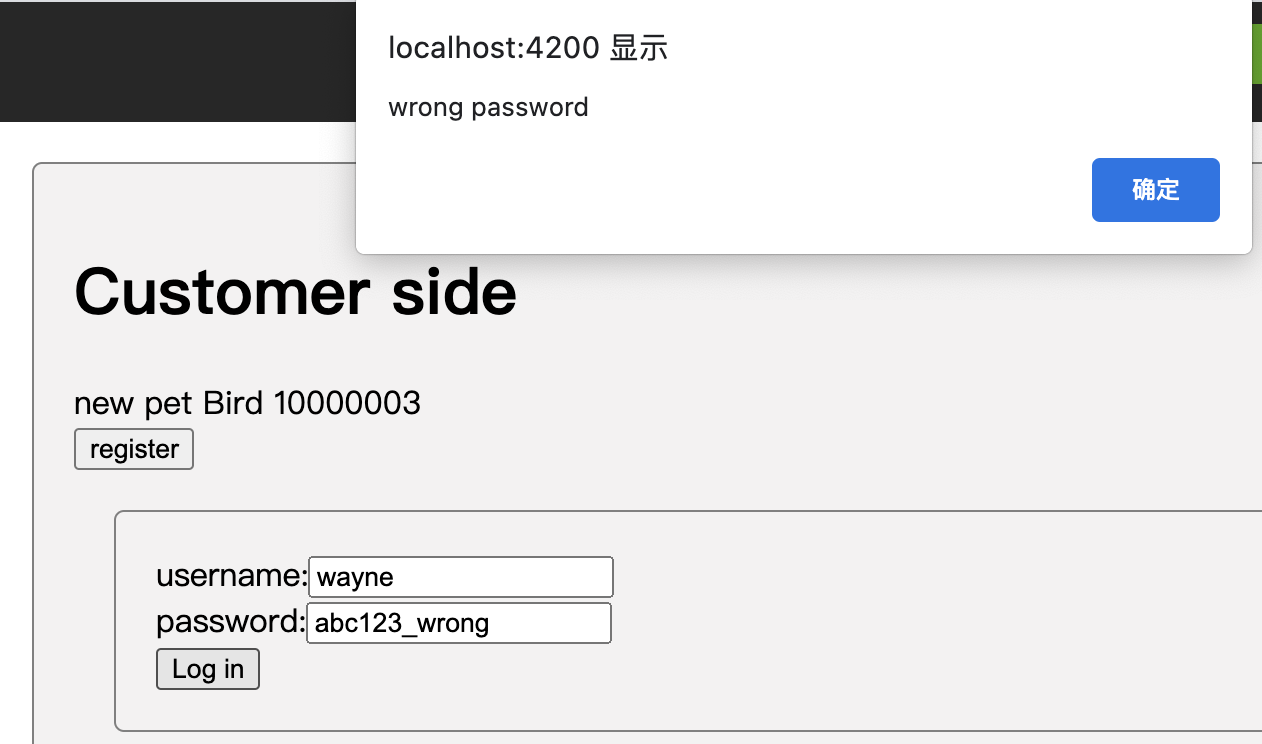 localhost:4200 显示
wrong password
确定
Customer side
new pet Bird 10000003
register
username:wayne
password:abc123_wrong
Log in